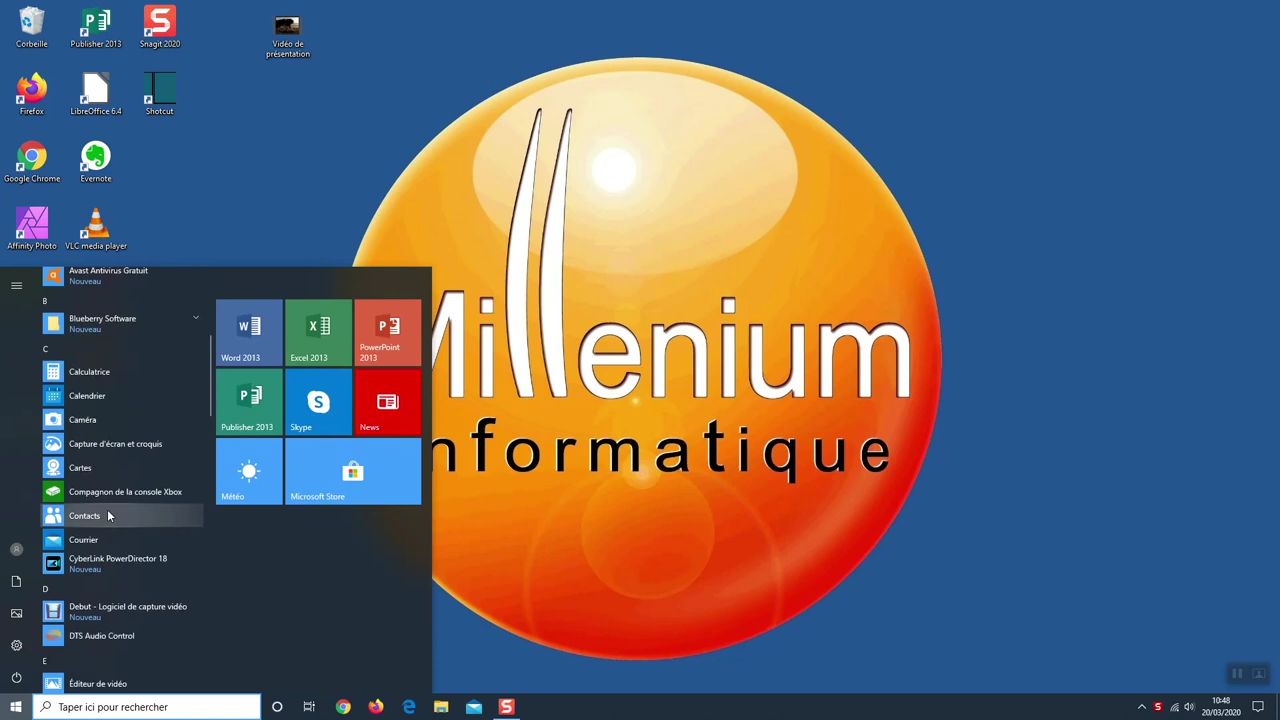 Corbeille
Publisher 2013
Snagit 2020
Vidéo de
présentation
Firefox
LibreOffice 6.4
Shotcut
Google Chrome
Evernote
Affinity Photo
VLC media player
Millenium
informatique
Avast Antivirus Gratuit
Nouveau
B
Blueberry Software
Nouveau
C
Calculatrice
Calendrier
Caméra
Capture d'écran et croquis
Cartes
Compagnon de la console Xbox
Contacts
Courrier
CyberLink PowerDirector 18
Nouveau
D
Debut - Logiciel de capture vidéo
Nouveau
DTS Audio Control
E
Éditeur de vidéo
Word 2013
Excel 2013
PowerPoint
2013
Publisher 2013
Skype
News
Météo
Microsoft Store
Taper ici pour rechercher
10:48
20/03/2020